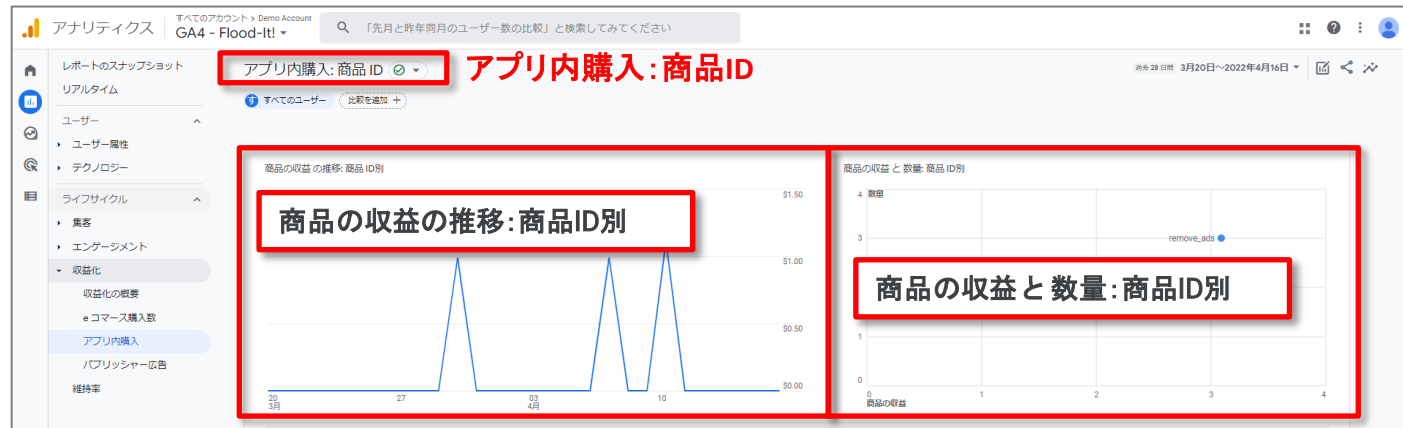 アナリティクス
すべてのアカウント > Demo Account
GA4 - Flood-It!
「先月と昨年同月のユーザー数の比較」と検索してみてください
レポートのスナップショット
リアルタイム
ユーザー
ユーザー属性
テクノロジー
ライフサイクル
集客
エンゲージメント
収益化
収益化の概要
e コマース購入数
アプリ内購入
パブリッシャー広告
維持率
アプリ内購入: 商品 ID
アプリ内購入：商品ID
過去 28 日間 3月20日～2022年4月16日
す すべてのユーザー
比較を追加 +
商品の収益 の推移: 商品 ID別
商品の収益の推移：商品ID別
$1.50
$1.00
$0.50
$0.00
20
3月
27
03
4月
10
商品の収益 と 数量: 商品 ID別
4 数量
3
remove_ads
商品の収益と数量：商品ID別
1
0
0 1 2 3 4
商品の収益